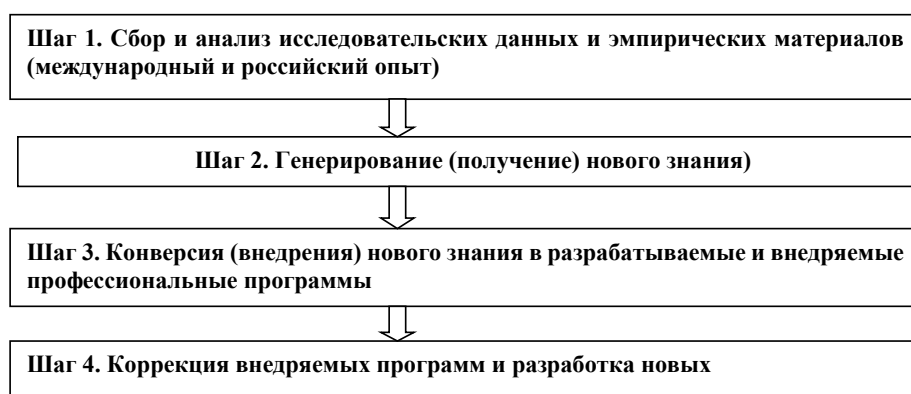 Шаг 1. Сбор и анализ исследовательских данных и эмпирических материалов
(международный и российский опыт)
Шаг 2. Генерирование (получение) нового знания)
Шаг 3. Конверсия (внедрения) нового знания в разрабатываемые и внедряемые
профессиональные программы
Шаг 4. Коррекция внедряемых программ и разработка новых